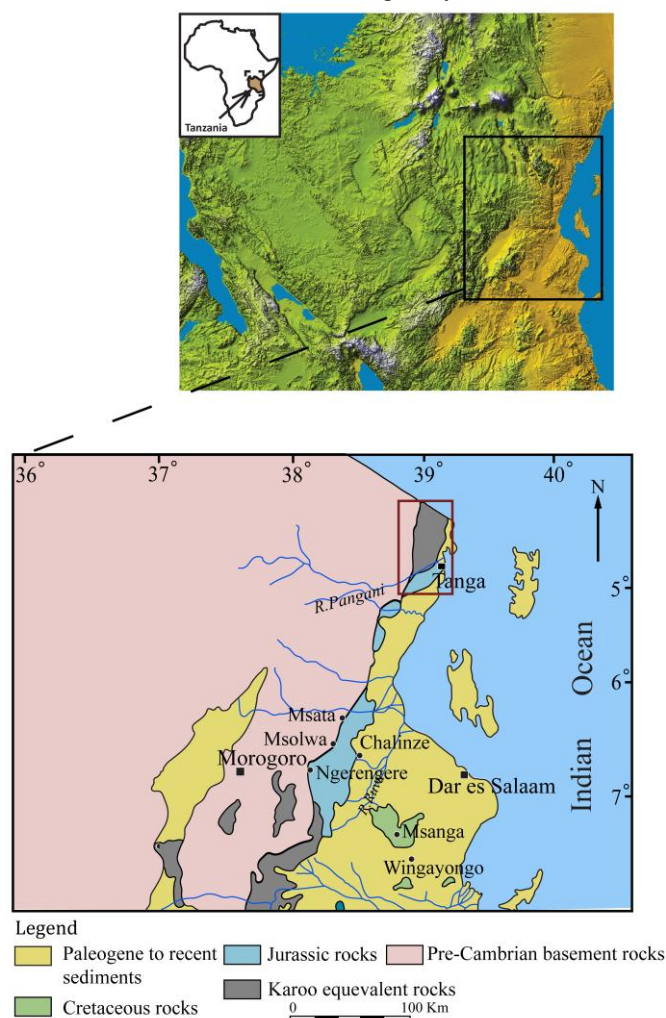 Tanzania
36° 37° 38° 39° 40°
N
Tanga
5°
R.Pangani
Ocean
6°
Msata
Msolwa
Chalinze
Morogoro
Ngerengere
Dar es Salaam
Indian
7°
Msanga
Wingayongo
Legend
Paleogene to recent
sediments
Jurassic rocks
Pre-Cambrian basement rocks
Karoo equevalent rocks
Cretaceous rocks
0 100 Km